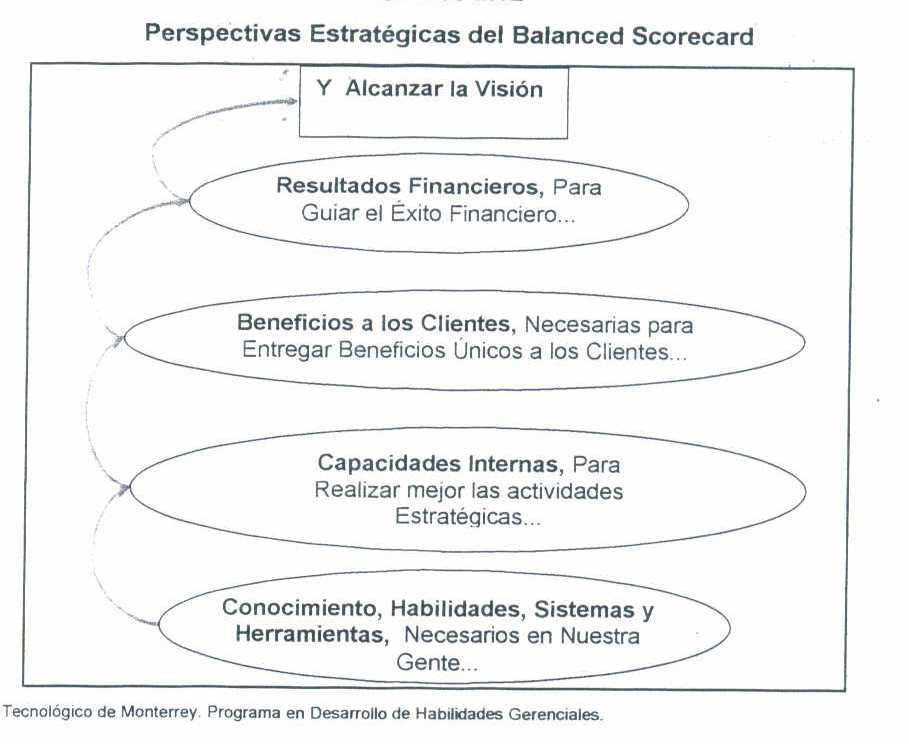 Perspectivas Estratégicas del Balanced Scorecard
Y Alcanzar la Visión
Resultados Financieros, Para
Guiar el Éxito Financiero...
Beneficios a los Clientes, Necesarias para
Entregar Beneficios Únicos a los Clientes...
Capacidades Internas, Para
Realizar mejor las actividades
Estratégicas...
Conocimiento, Habilidades, Sistemas y
Herramientas, Necesarios en Nuestra
Gente...
Tecnológico de Monterrey. Programa en Desarrollo de Habilidades Gerenciales.